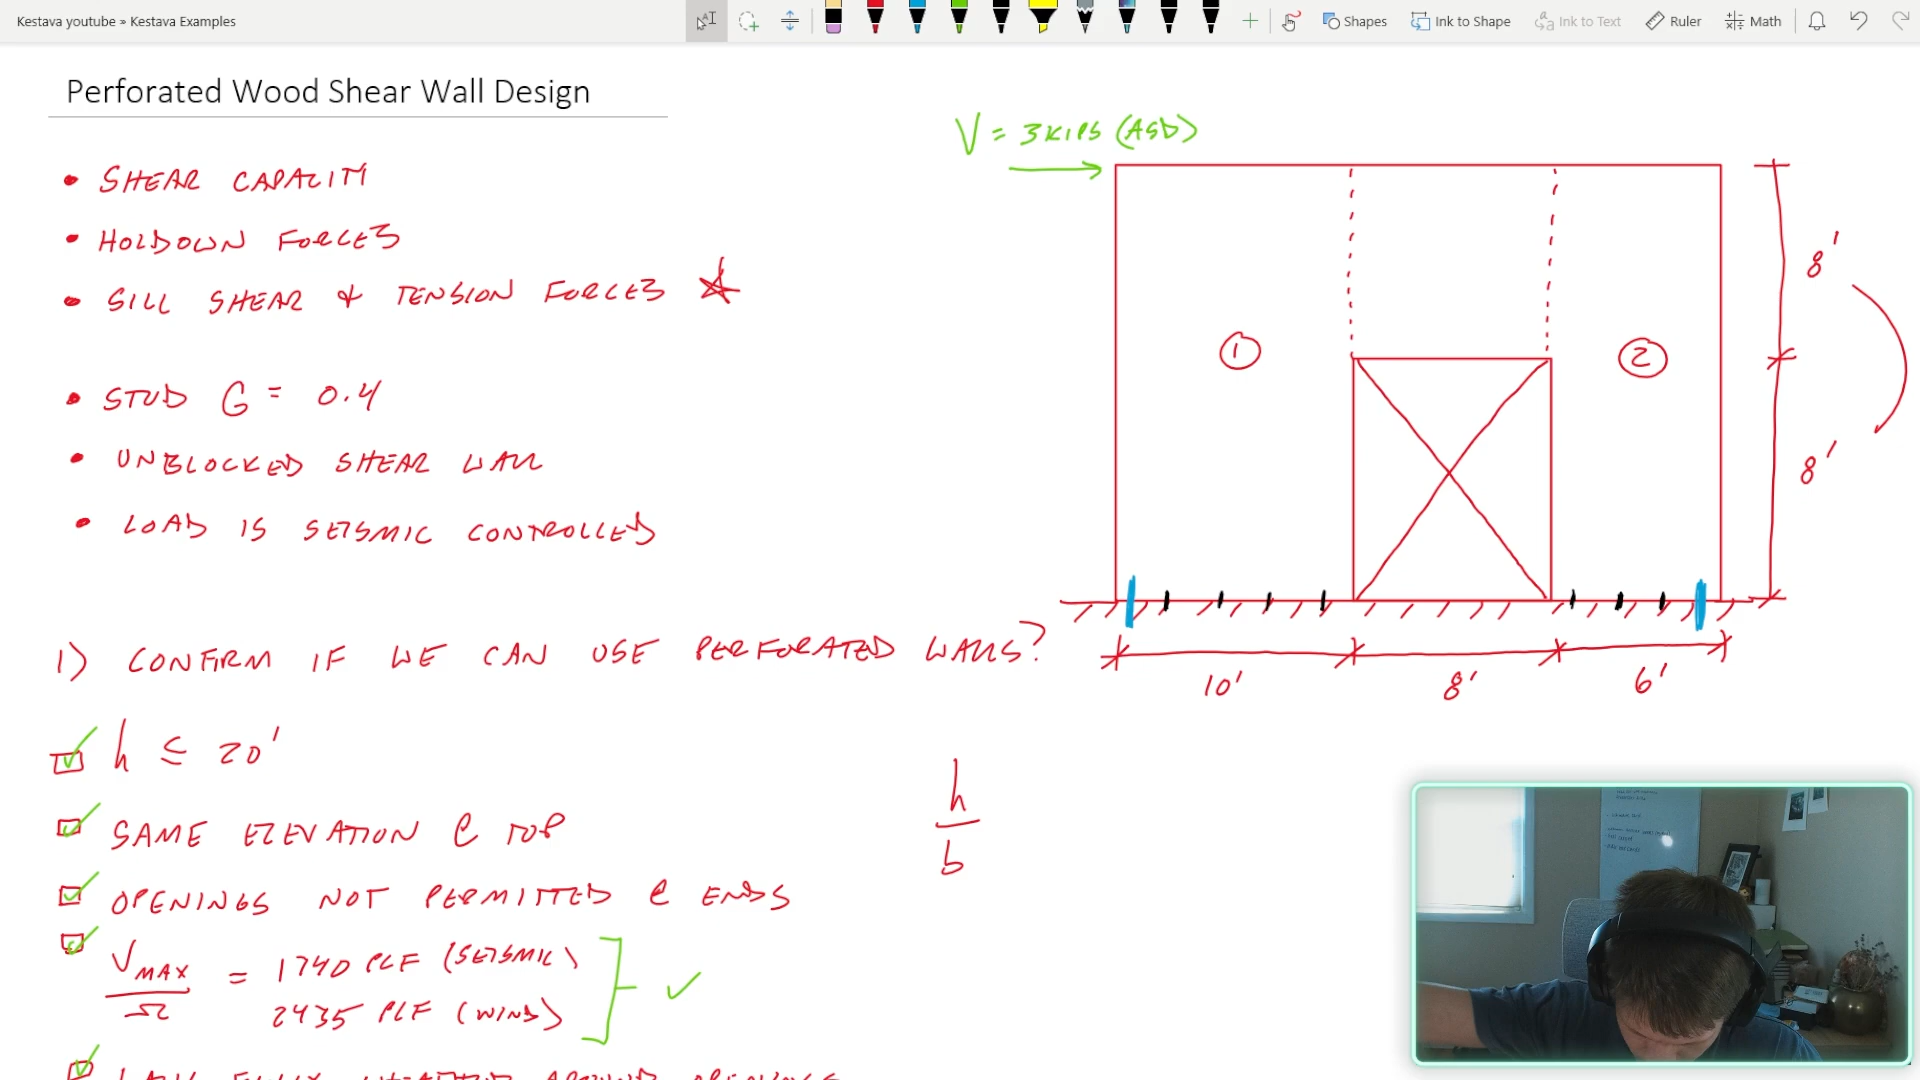 Kestava youtube » Kestava Examples
Shapes
Ink to Shape
Ink to Text
Ruler
Math
Perforated Wood Shear Wall Design
• SHEAR CAPACITY
• HOLDOWN FORCES
• SILL SHEAR & TENSION FORCES
• STUD G = 0.4
• UNBLOCKED SHEAR WALL
• LOAD IS SEISMIC CONTROLLED
V = 3 KIPS (ASD)
1
2
8'
8'
10'
8'
6'
1) CONFIRM IF WE CAN USE PERFORATED WALLS?
h ≤ 20'
SAME ELEVATION @ TOP
OPENINGS NOT PERMITTED @ ENDS
VMAX / Ω = 1740 PLF (SEISMIC)
2435 PLF (WIND)
h
b